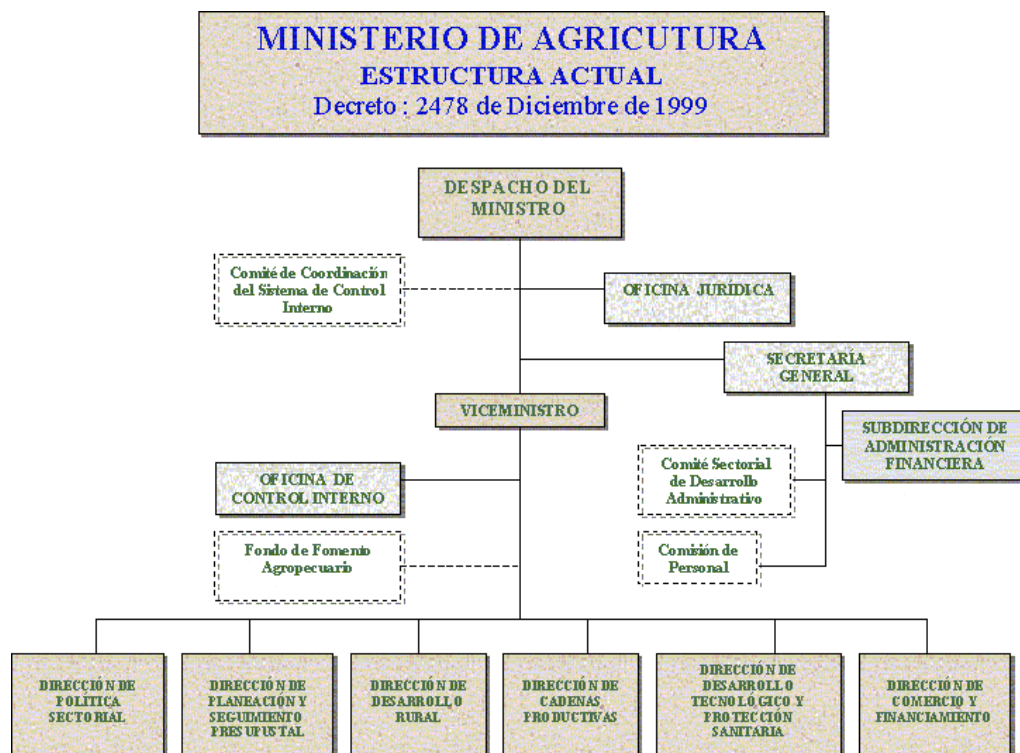 MINISTERIO DE AGRICUTURA
ESTRUCTURA ACTUAL
Decreto : 2478 de Diciembre de 1999
DESPACHO DEL
MINISTRO
Comité de Coordinación
del Sistema de Control
Interno
OFICINA JURÍDICA
SECRETARÍA
GENERAL
VICEMINISTRO
SUBDIRECCIÓN DE
ADMINISTRACIÓN
FINANCIERA
Comité Sectorial
de Desarrollo
Administrativo
OFICINA DE
CONTROL INTERNO
Fondo de Fomento
Agropecuario
Comisión de
Personal
DIRECCIÓN DE
POLÍTICA
SECTORIAL
DIRECCIÓN DE
PLANEACIÓN Y
SEGUIMIENTO
PRESUPUSTAL
DIRECCIÓN DE
DESARROLLO
RURAL
DIRECCIÓN DE
CADENAS
PRODUCTIVAS
DIRECCIÓN DE
DESARROLLO
TECNOLÓGICO Y
PROTECCIÓN
SANITARIA
DIRECCIÓN DE
COMERCIO Y
FINANCIAMIENTO